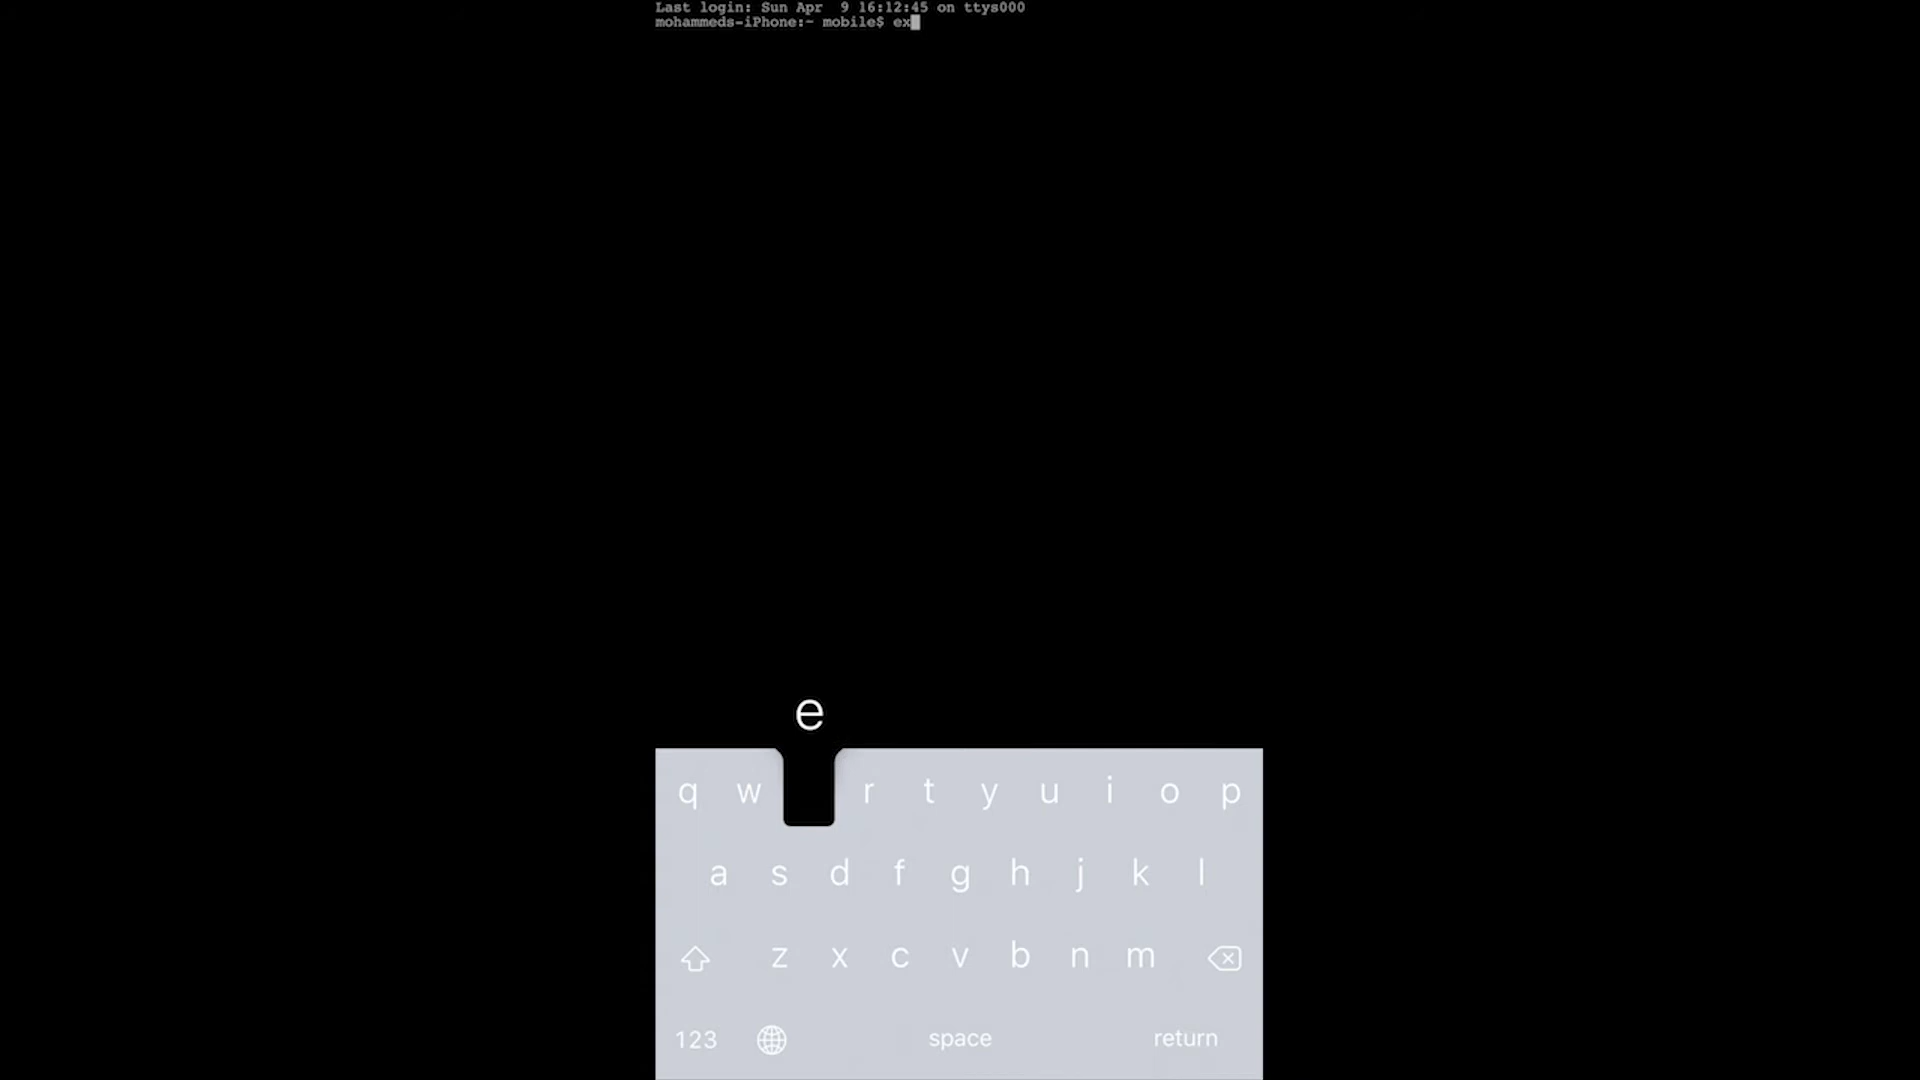 Last login: Sun Apr  9 16:12:45 on ttys000
mohammeds-iPhone:~ mobile$ ex
e
q w r t y u i o p
a s d f g h j k l
z x c v b n m
123 space return